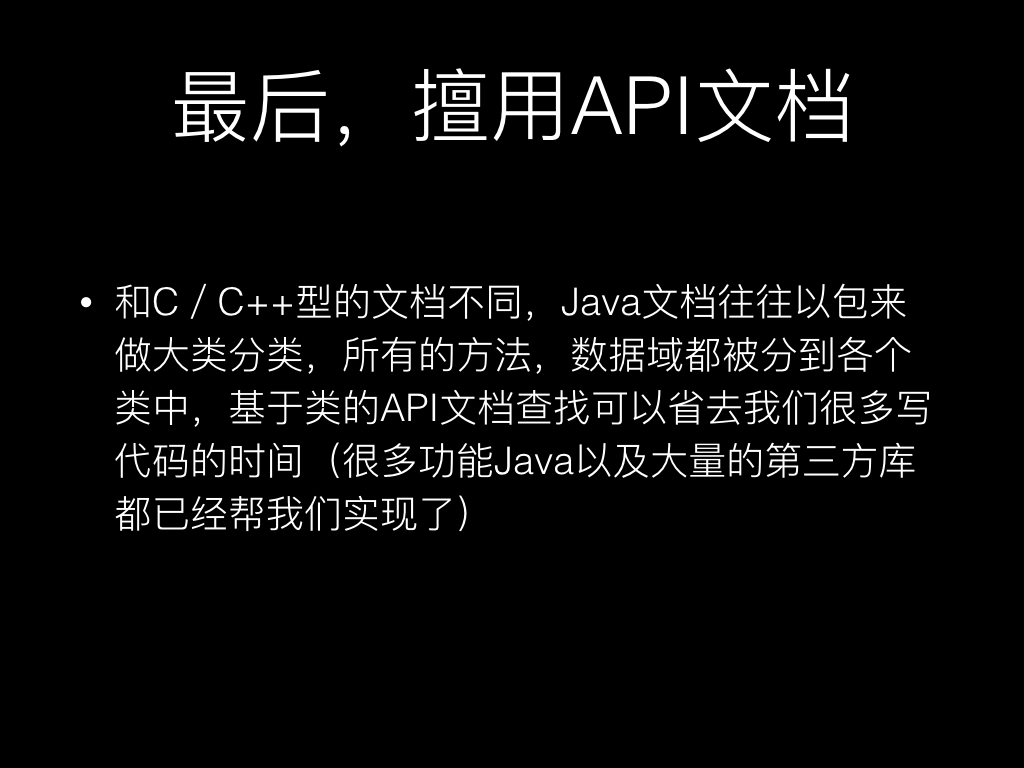 最后，擅用API文档
• 和C / C++型的文档不同，Java文档往往以包来
做大类分类，所有的方法，数据域都被分到各个
类中，基于类的API文档查找可以省去我们很多写
代码的时间（很多功能Java以及大量的第三方库
都已经帮我们实现了）